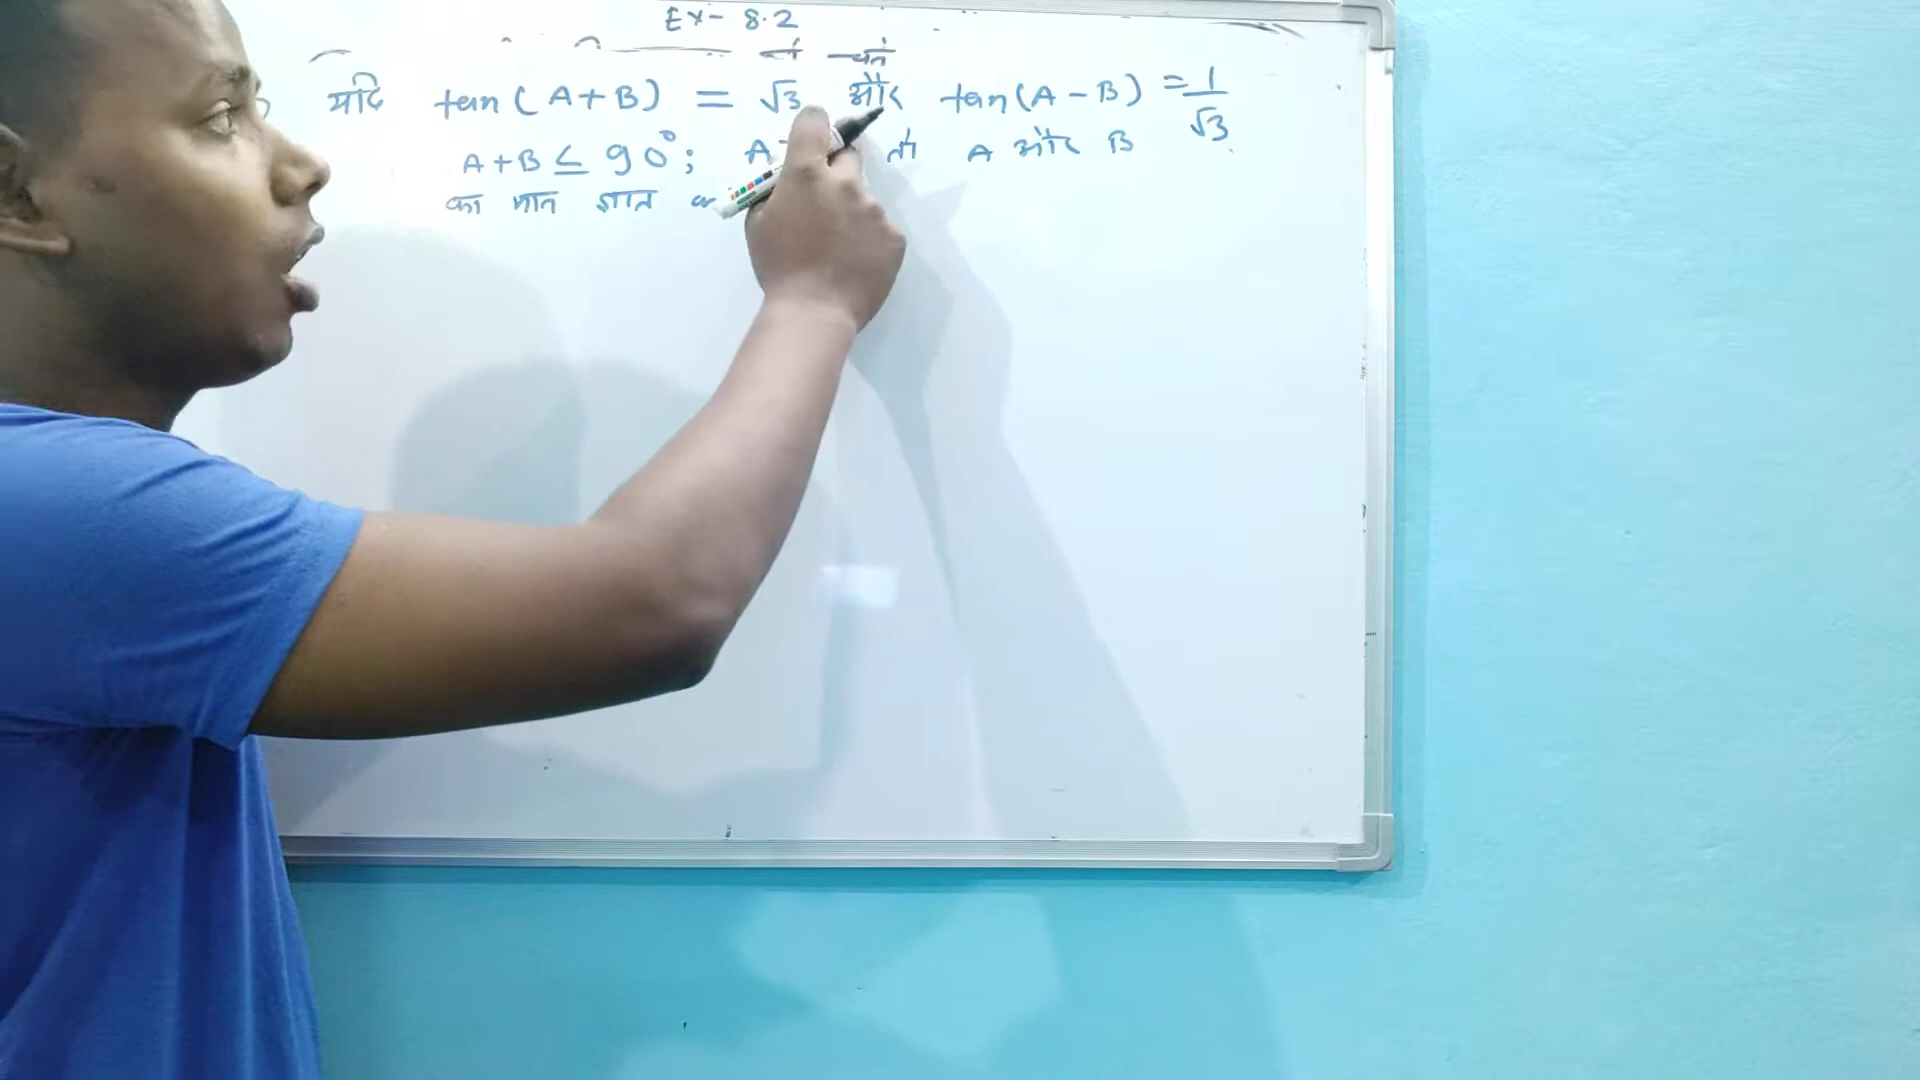 Ex- 8.2
यदि tan(A+B) = √3 और tan(A-B) = 1/√3
A+B ≤ 90°; A तो A और B
का मान ज्ञात